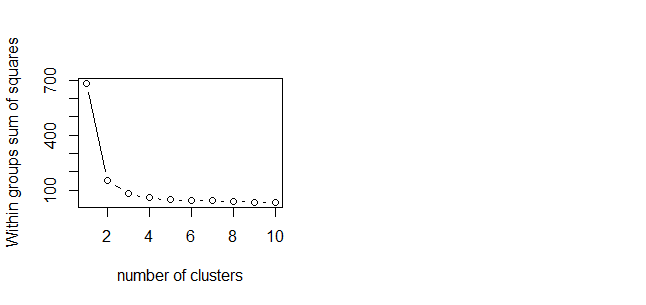 Within groups sum of squares
700
400
100
2 4 6 8 10
number of clusters